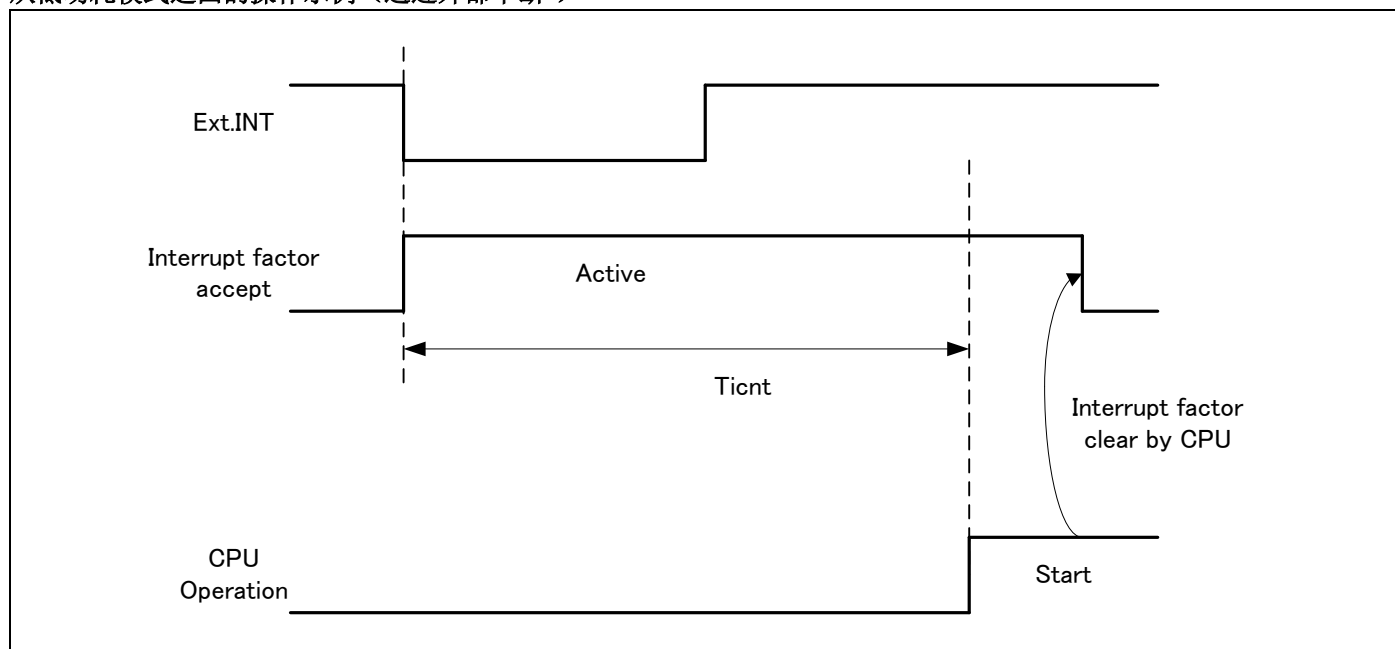 Ext.INT
Interrupt factor
accept
Active
Ticnt
Interrupt factor
clear by CPU
CPU
Operation
Start